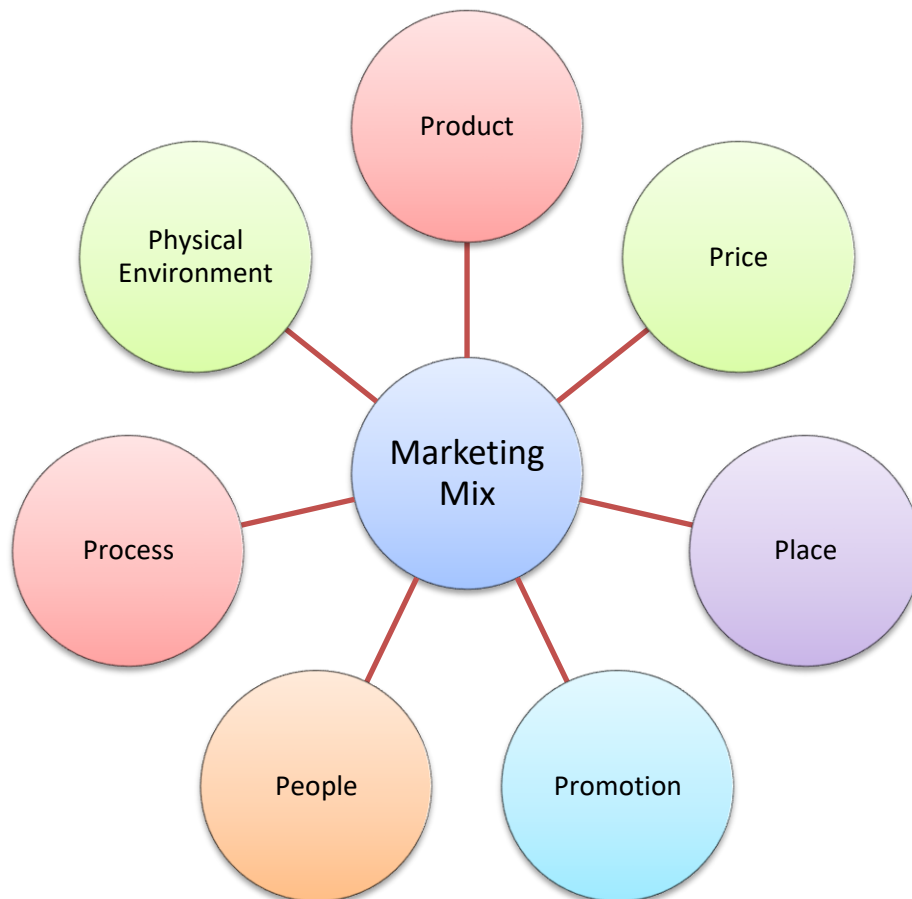 Product
Physical
Environment
Price
Marketing
Mix
Process
Place
People
Promotion